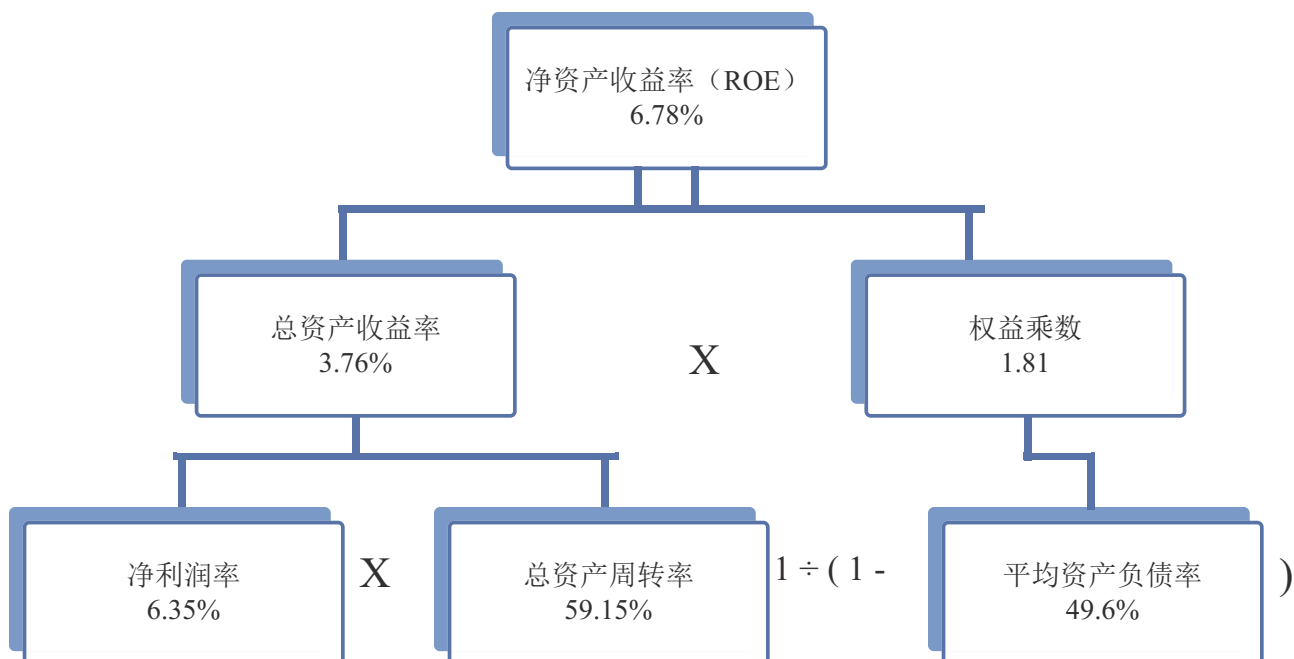 净资产收益率（ROE）
6.78%
总资产收益率
3.76%
X
权益乘数
1.81
净利润率
6.35%
X
总资产周转率
59.15%
1 ÷ ( 1 -
平均资产负债率
49.6%
)